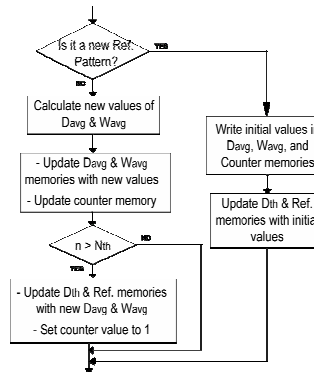 Is it a new Ref.
Pattern?
YES
NO
Calculate new values of
Davg & Wavg
- Update Davg & Wavg
memories with new values
- Update counter memory
n > Nth
NO
YES
- Update Dth & Ref. memories
with new Davg & Wavg
- Set counter value to 1
Write initial values i
Davg, Wavg, and
Counter memories
Update Dth & Ref.
memories with initia
values